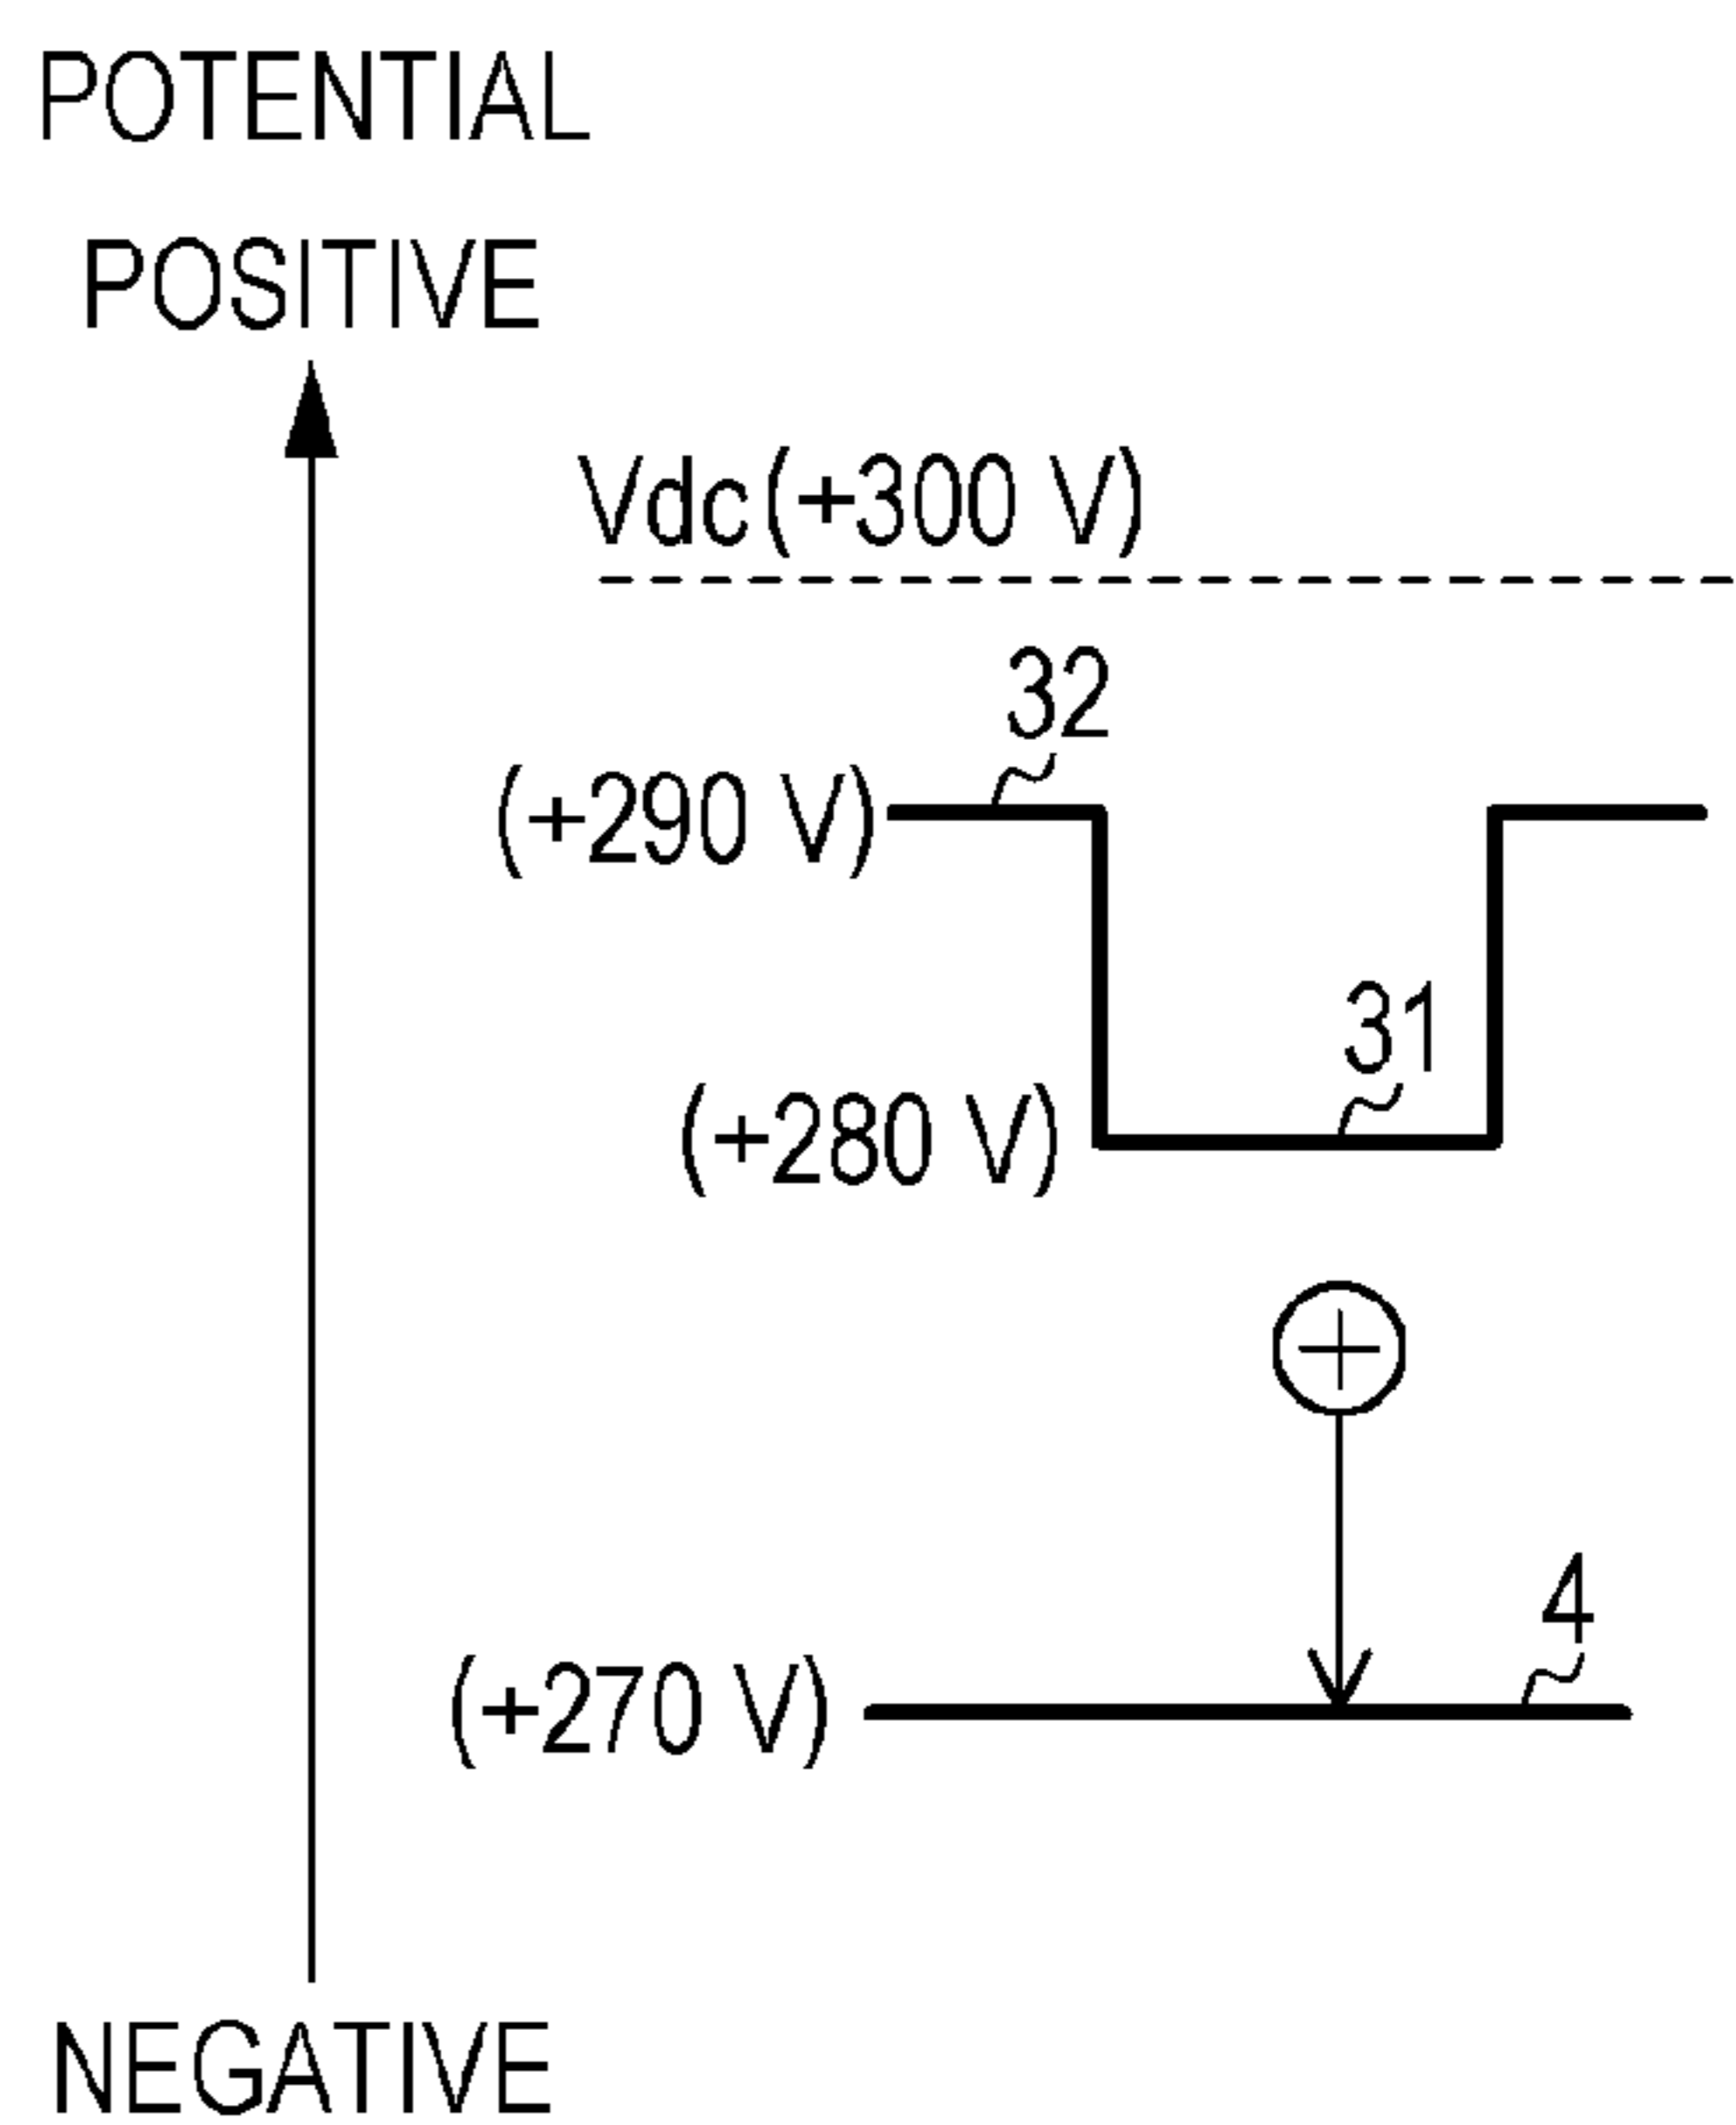 POTENTIAL
POSITIVE
Vdc(+300 V)
32
(+290 V)
31
(+280 V)
+
4
(+270 V)
NEGATIVE